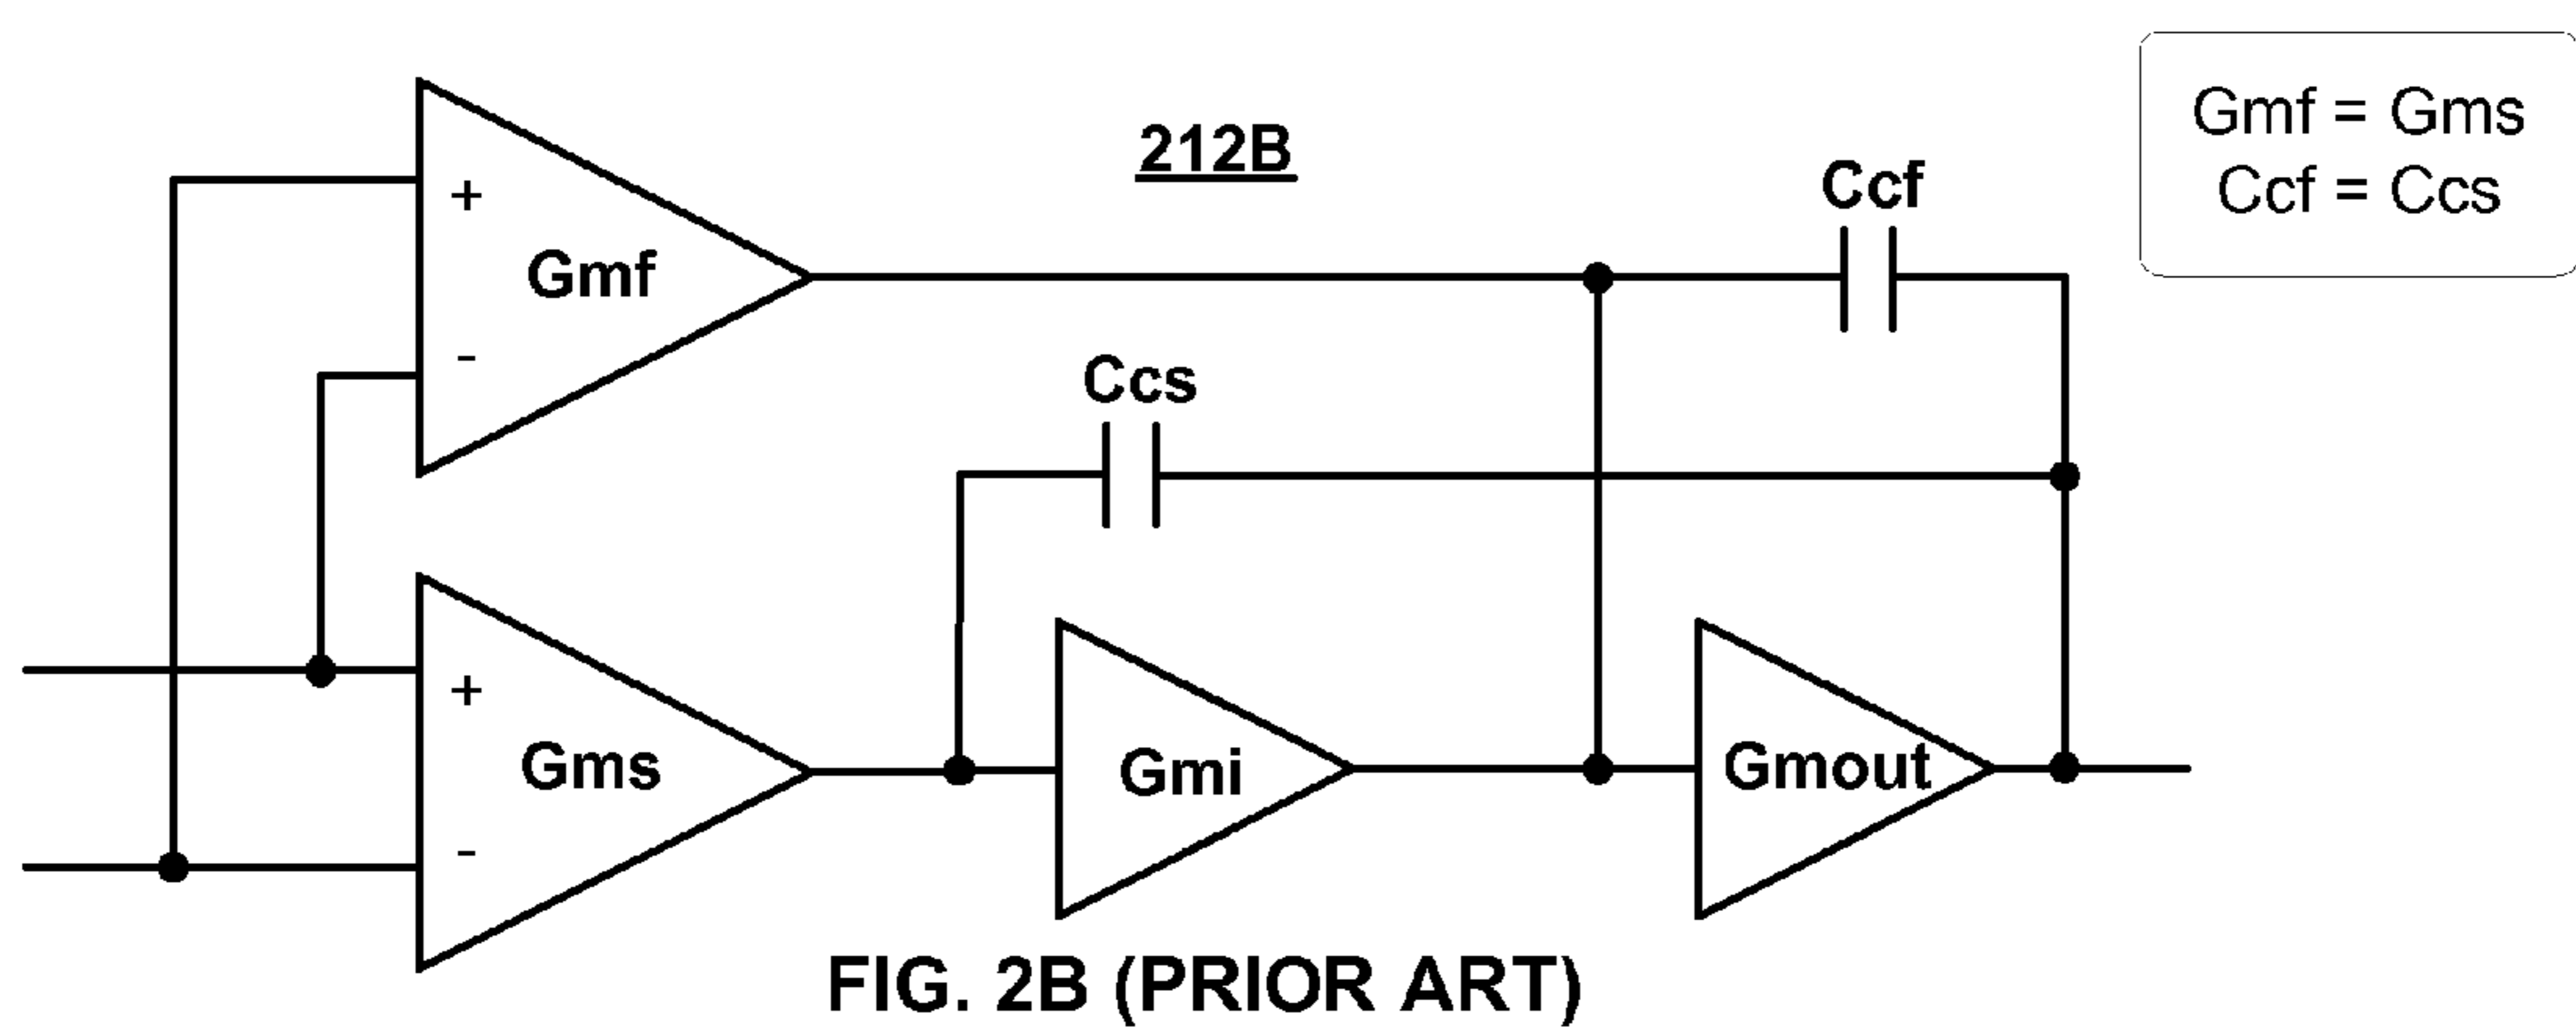 212B
Gmf = Gms
Ccf = Ccs
Ccf
+
Gmf
-
Ccs
+
Gms
-
Gmi
Gmout
FIG. 2B (PRIOR ART)